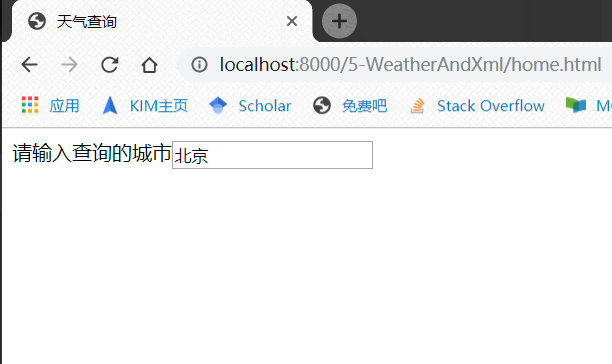 天气查询
localhost:8000/5-WeatherAndXml/home.html
应用 KIM主页 Scholar 免费吧 Stack Overflow
请输入查询的城市 北京